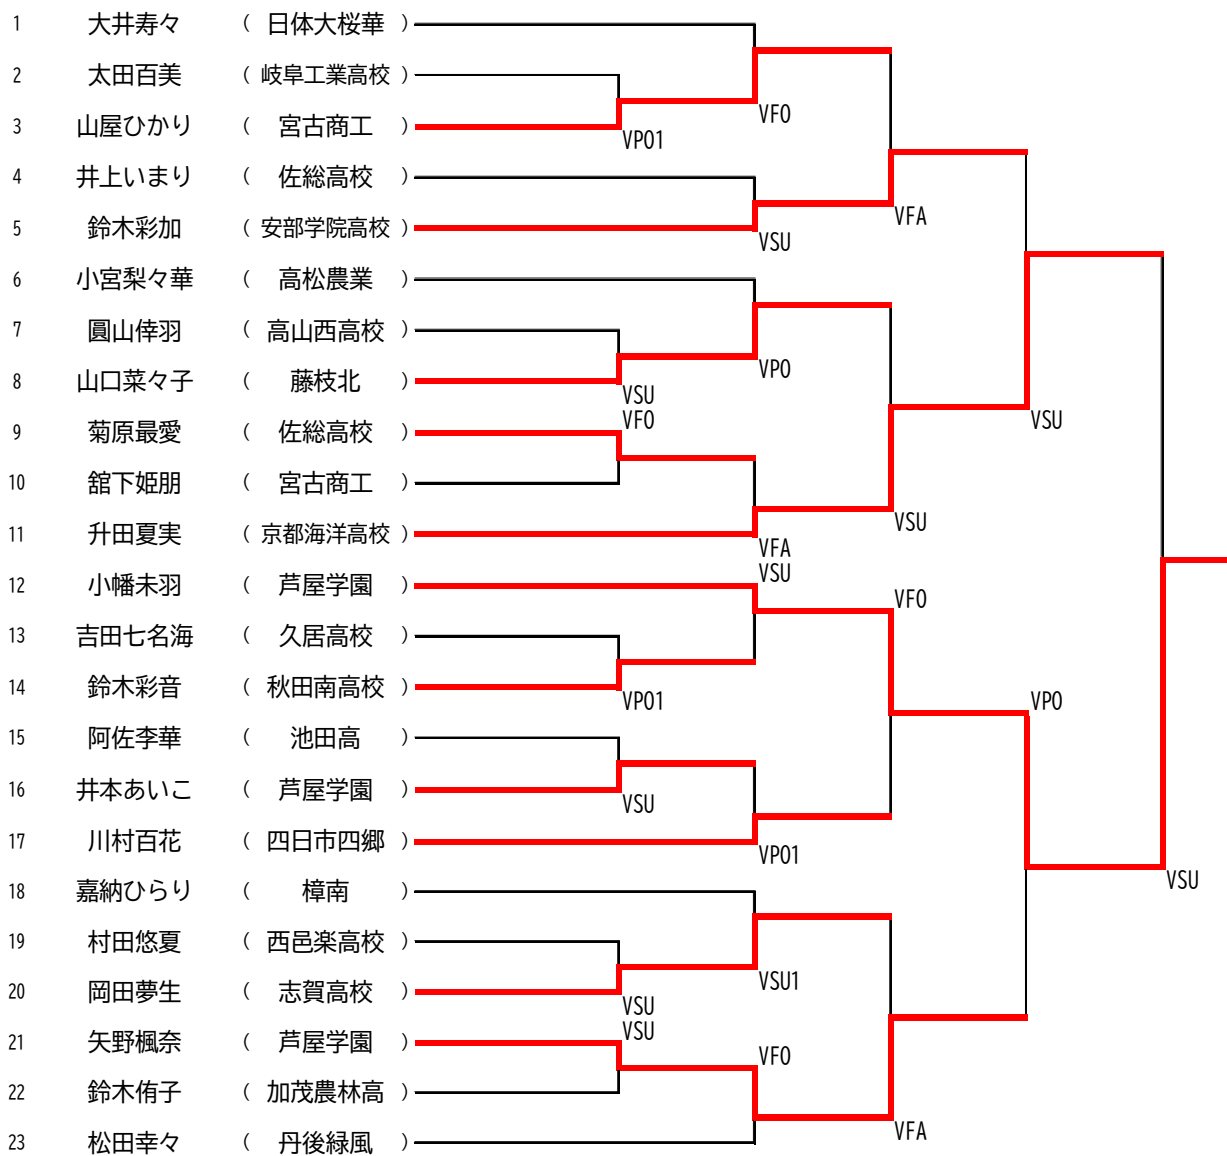 1 大井寿々 ( 日体大桜華 )
2 太田百美 ( 岐阜工業高校 )
VFO
3 山屋ひかり ( 宮古商工 )
VPO1
4 井上いまり ( 佐総高校 )
VFA
5 鈴木彩加 ( 安部学院高校 )
VSU
6 小宮梨々華 ( 高松農業 )
7 圓山倖羽 ( 高山西高校 )
VPO
8 山口菜々子 ( 藤枝北 )
VSU
VFO
VSU
9 菊原最愛 ( 佐総高校 )
10 舘下姫朋 ( 宮古商工 )
VSU
11 升田夏実 ( 京都海洋高校 )
VFA
VSU
12 小幡未羽 ( 芦屋学園 )
VFO
13 吉田七名海 ( 久居高校 )
14 鈴木彩音 ( 秋田南高校 )
VPO1
VPO
15 阿佐李華 ( 池田高 )
16 井本あいこ ( 芦屋学園 )
VSU
17 川村百花 ( 四日市四郷 )
VPO1
VSU
18 嘉納ひらり ( 樟南 )
19 村田悠夏 ( 西邑楽高校 )
VSU1
20 岡田夢生 ( 志賀高校 )
VSU
VSU
21 矢野楓奈 ( 芦屋学園 )
VFO
22 鈴木侑子 ( 加茂農林高 )
VFA
23 松田幸々 ( 丹後緑風 )